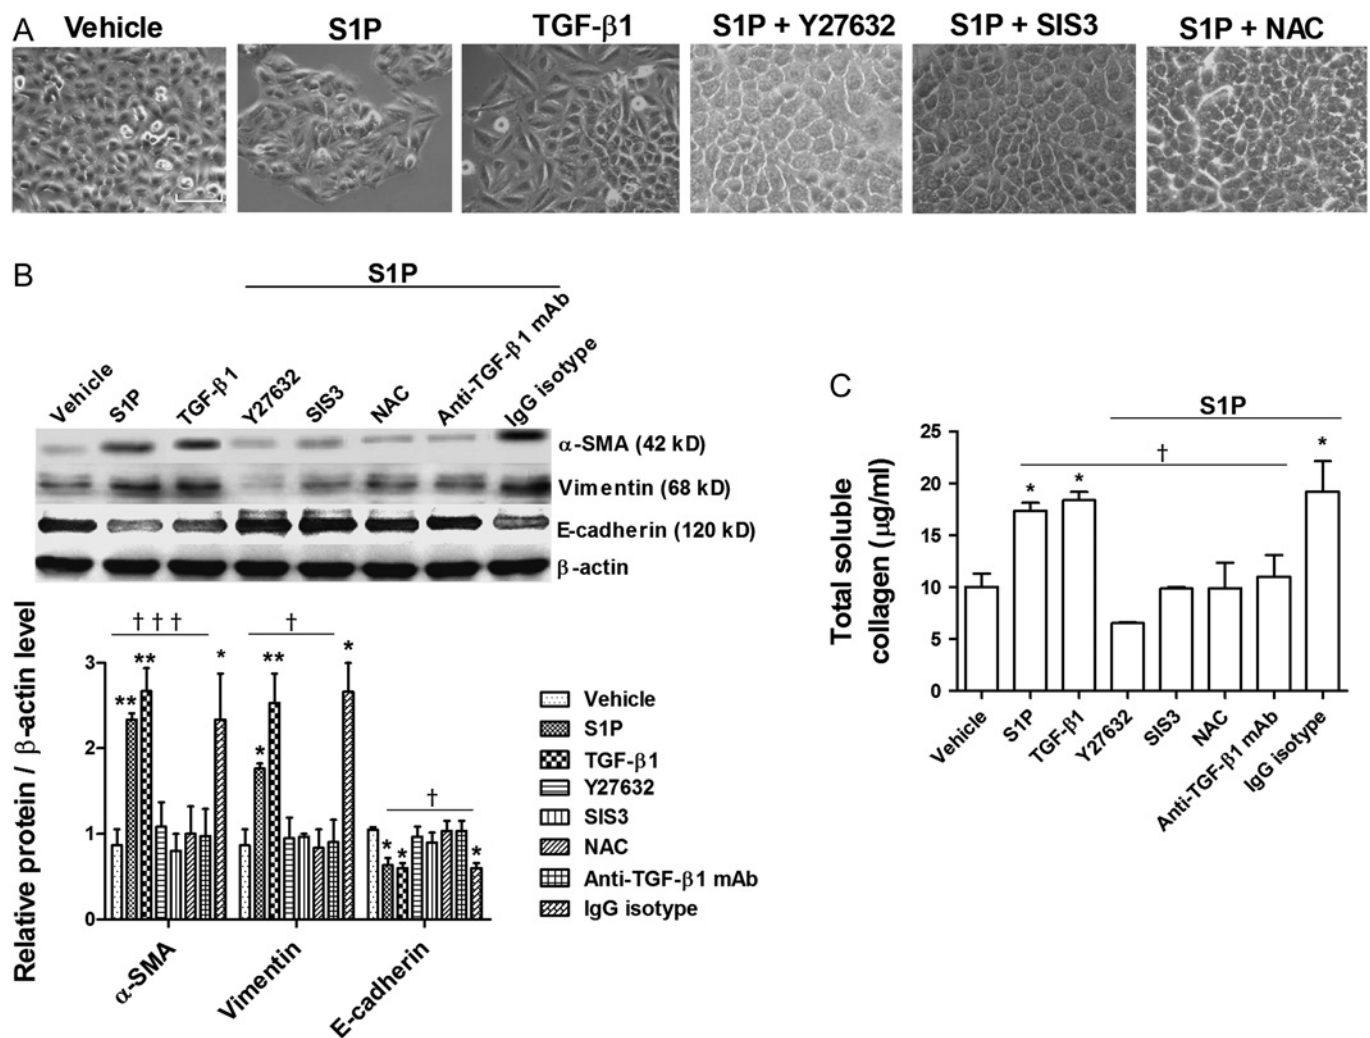 A
Vehicle
S1P
TGF-β1
S1P + Y27632
S1P + SIS3
S1P + NAC
B
S1P
Vehicle
S1P
TGF-β1
Y27632
SIS3
NAC
Anti-TGF-β1 mAb
IgG isotype
α-SMA (42 kD)
Vimentin (68 kD)
E-cadherin (120 kD)
β-actin
Relative protein / β-actin level
3
2
1
0
† † †
†
†
**
**
*
*
**
*
*
*
*
α-SMA
Vimentin
E-cadherin
Vehicle
S1P
TGF-β1
Y27632
SIS3
NAC
Anti-TGF-β1 mAb
IgG isotype
C
S1P
Total soluble
collagen (µg/ml)
25
20
15
10
5
0
†
*
*
*
Vehicle
S1P
TGF-β1
Y27632
SIS3
NAC
Anti-TGF-β1 mAb
IgG isotype